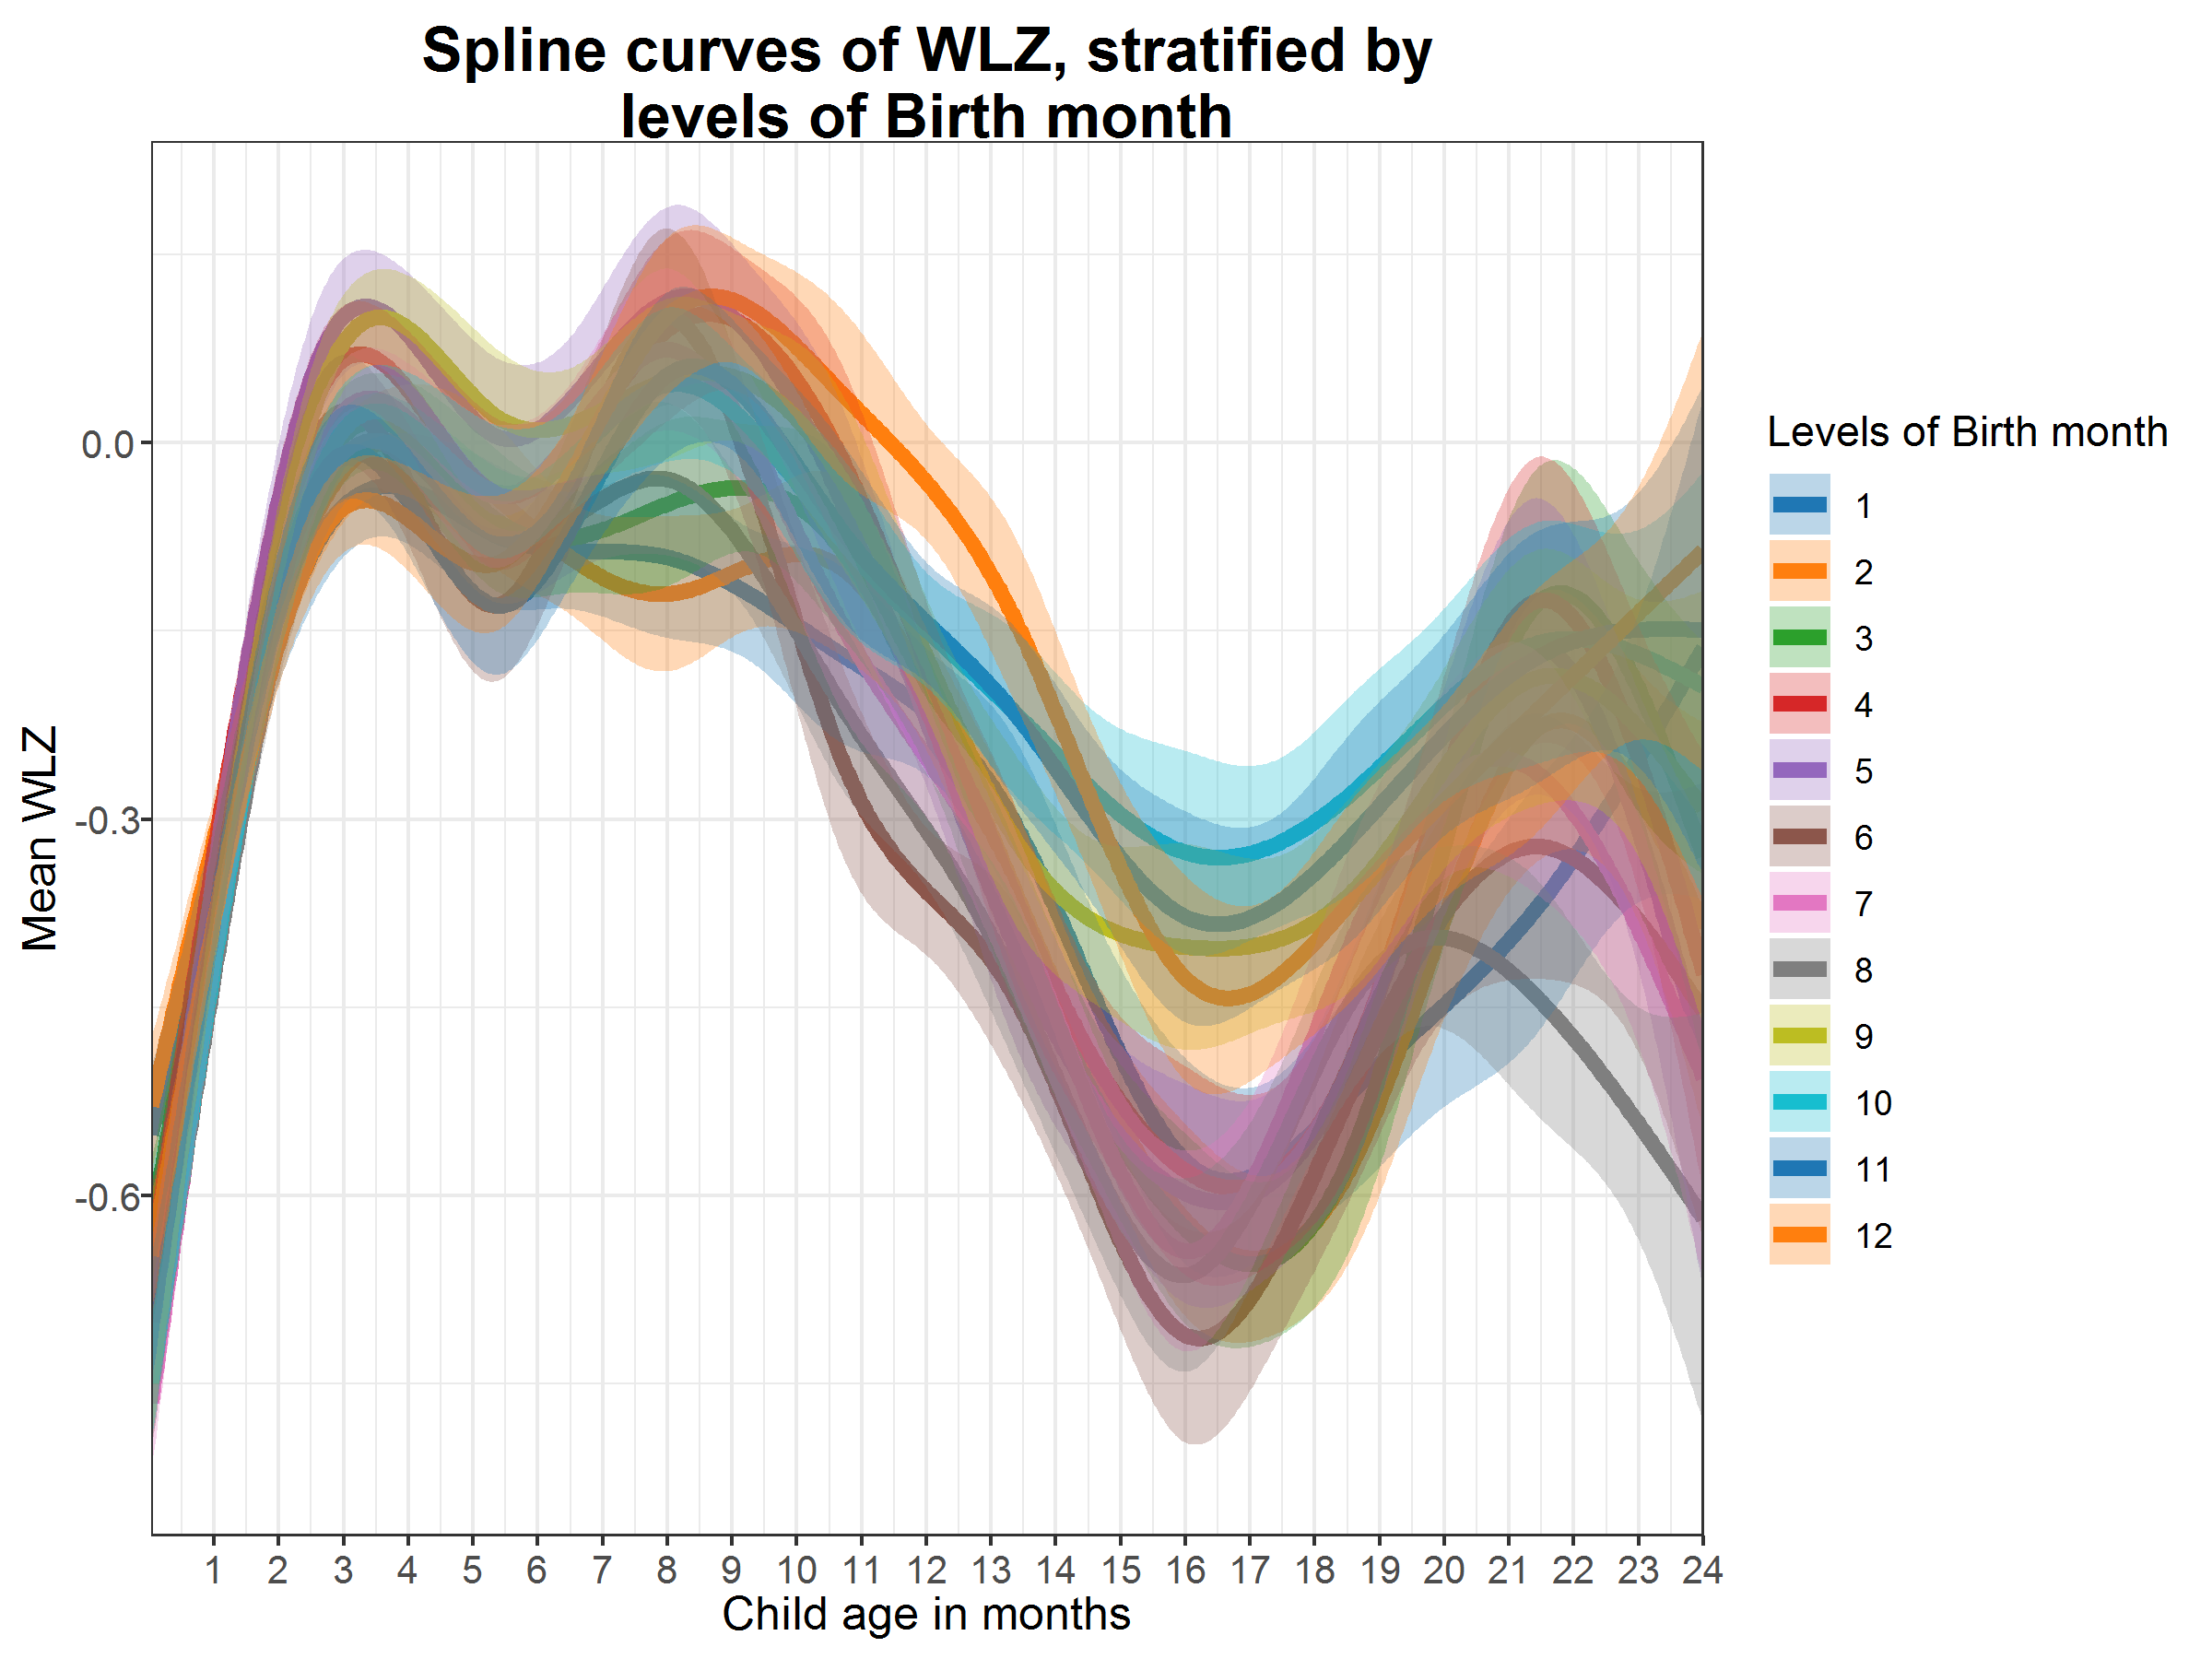 Spline curves of WLZ, stratified by
levels of Birth month
Mean WLZ
0.0
-0.3
-0.6
1 2 3 4 5 6 7 8 9 10 11 12 13 14 15 16 17 18 19 20 21 22 23 24
Child age in months
Levels of Birth month
1
2
3
4
5
6
7
8
9
10
11
12